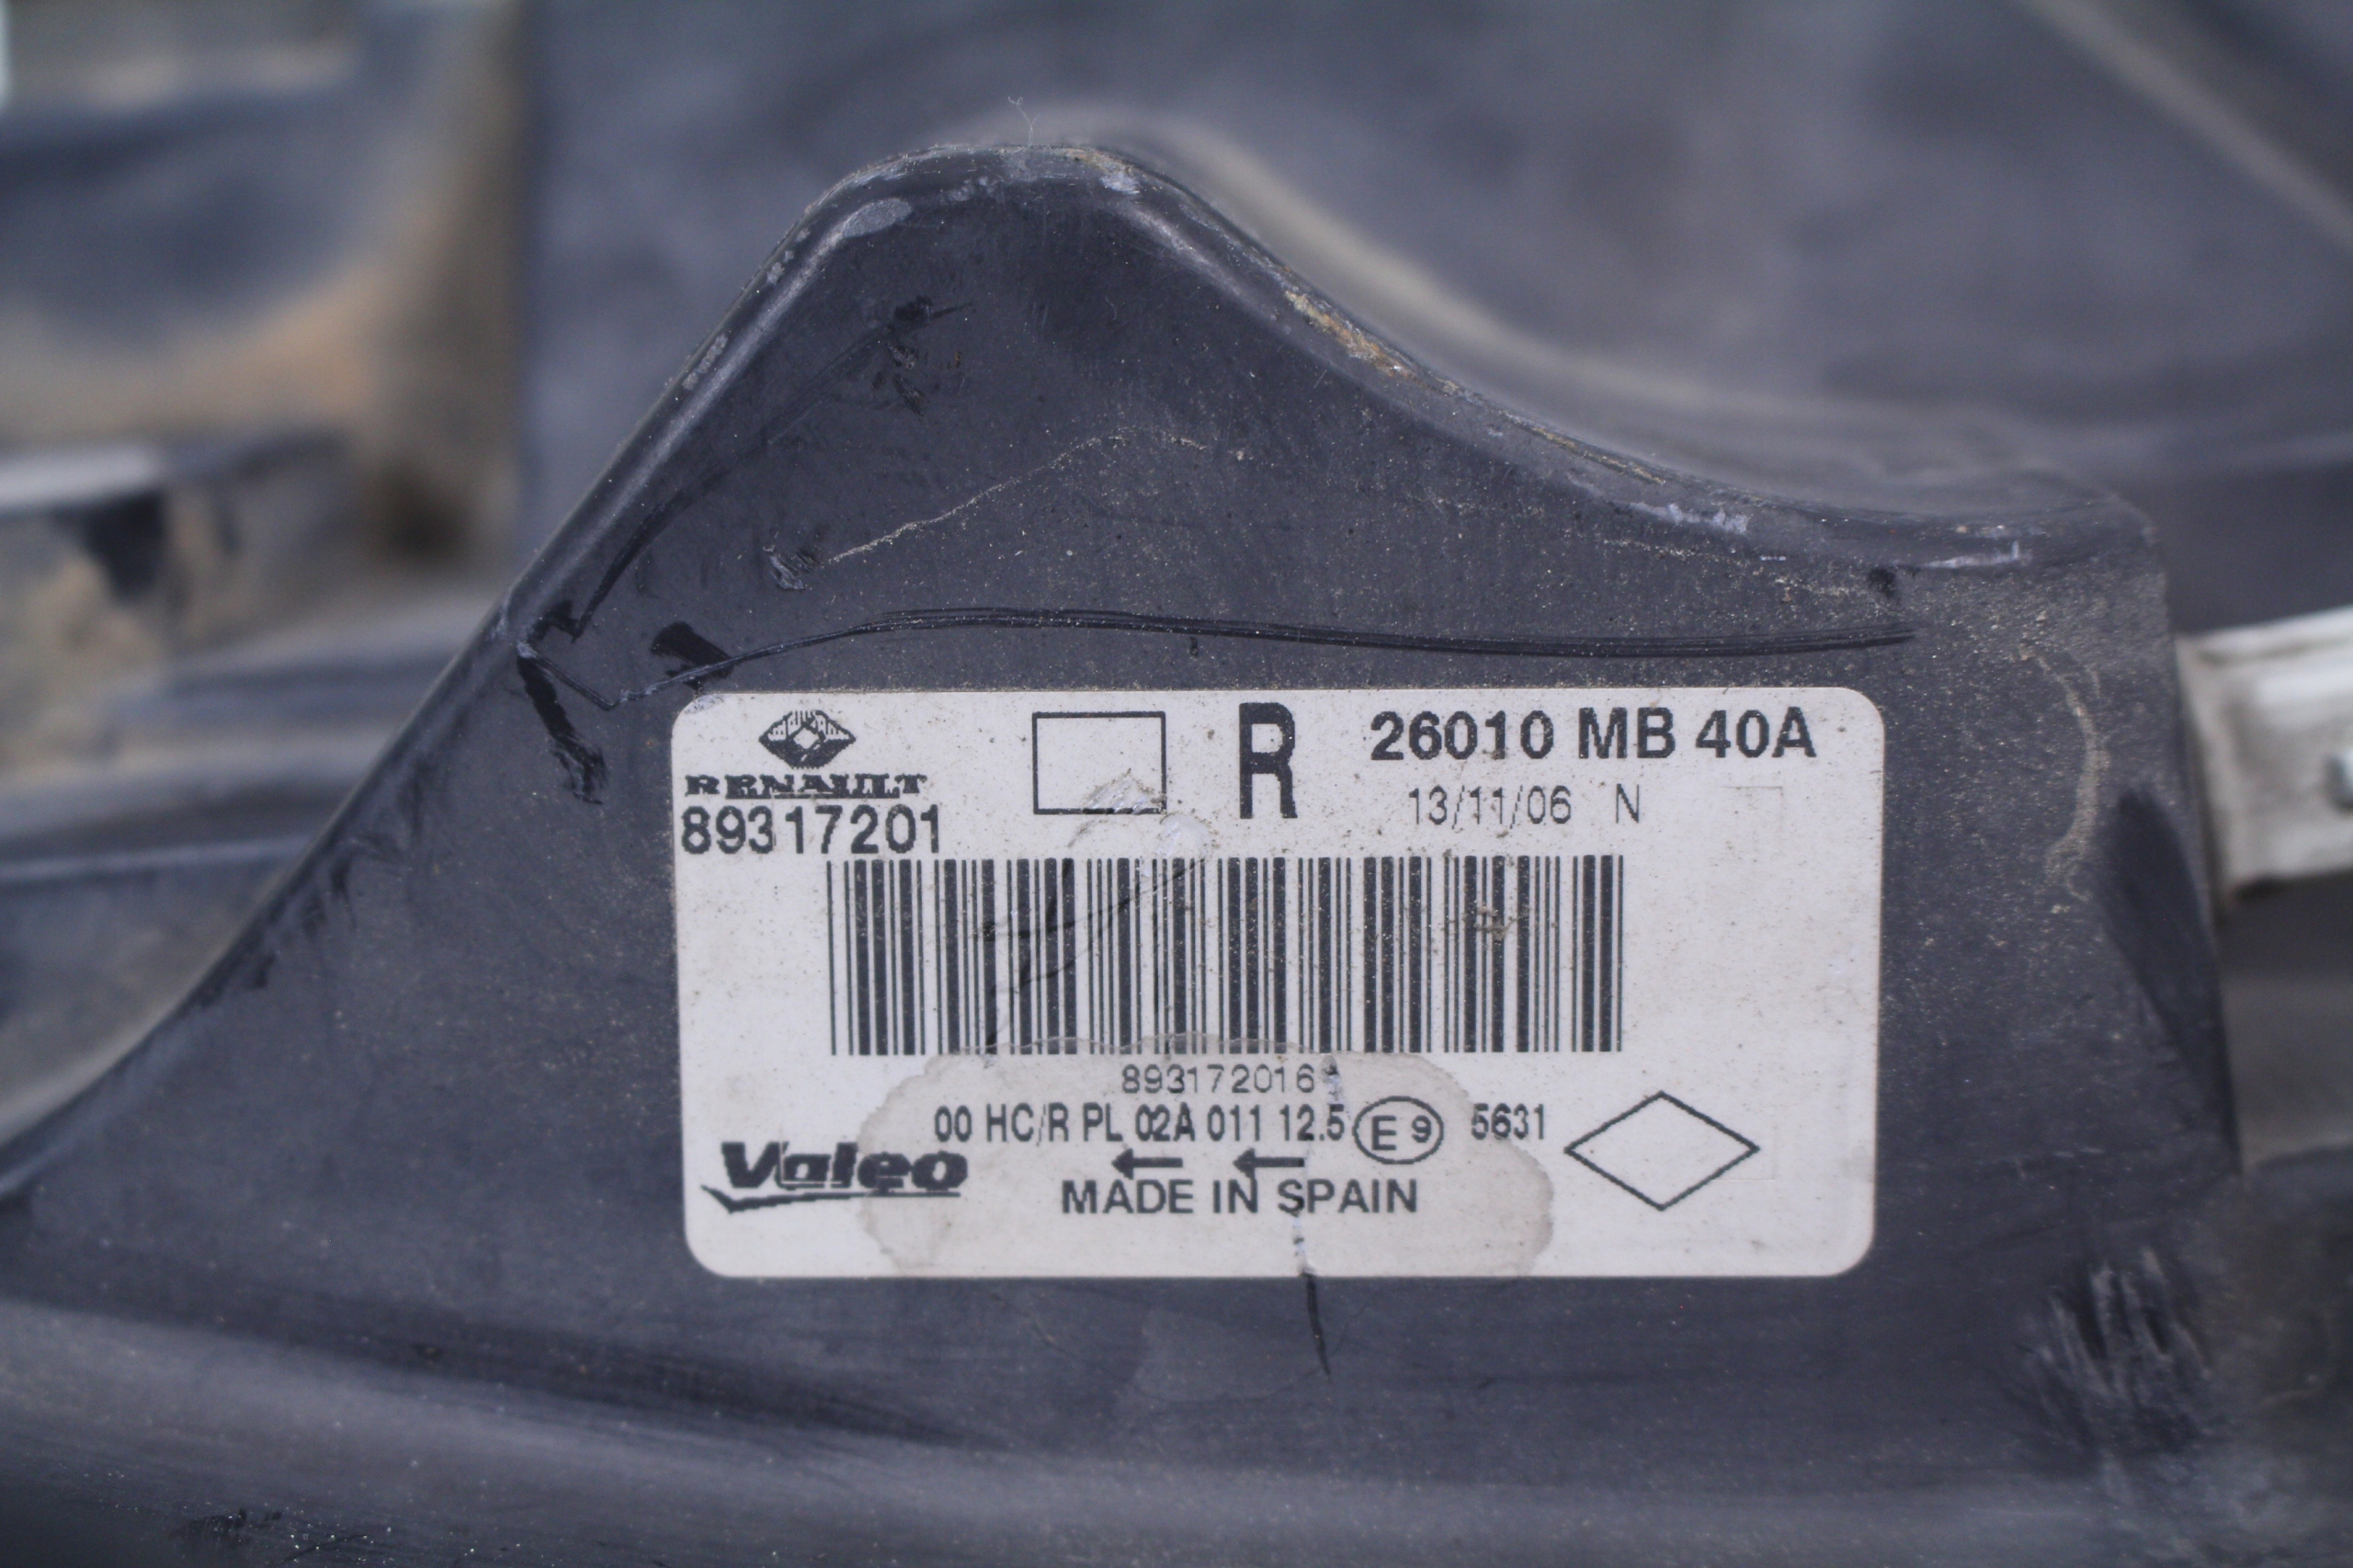 RENAULT
89317201
R
26010 MB 40A
13/11/06 N
893172016
00 HC/R PL 02A 011 12.5 E 9 5631
Valeo
MADE IN SPAIN